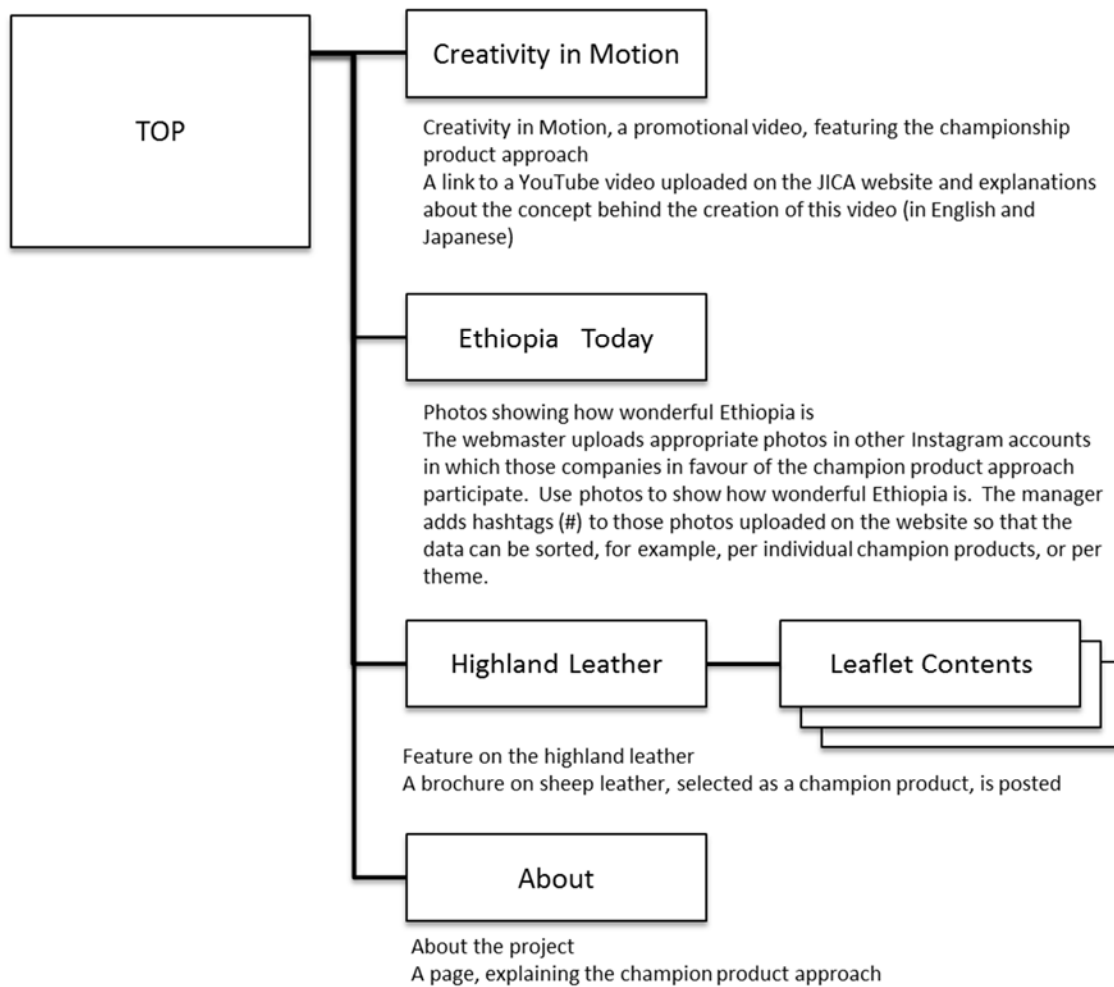 TOP
Creativity in Motion
Creativity in Motion, a promotional video, featuring the championship
product approach
A link to a YouTube video uploaded on the JICA website and explanations
about the concept behind the creation of this video (in English and
Japanese)
Ethiopia Today
Photos showing how wonderful Ethiopia is
The webmaster uploads appropriate photos in other Instagram accounts
in which those companies in favour of the champion product approach
participate. Use photos to show how wonderful Ethiopia is. The manager
adds hashtags (#) to those photos uploaded on the website so that the
data can be sorted, for example, per individual champion products, or per
theme.
Highland Leather
Leaflet Contents
Feature on the highland leather
A brochure on sheep leather, selected as a champion product, is posted
About
About the project
A page, explaining the champion product approach